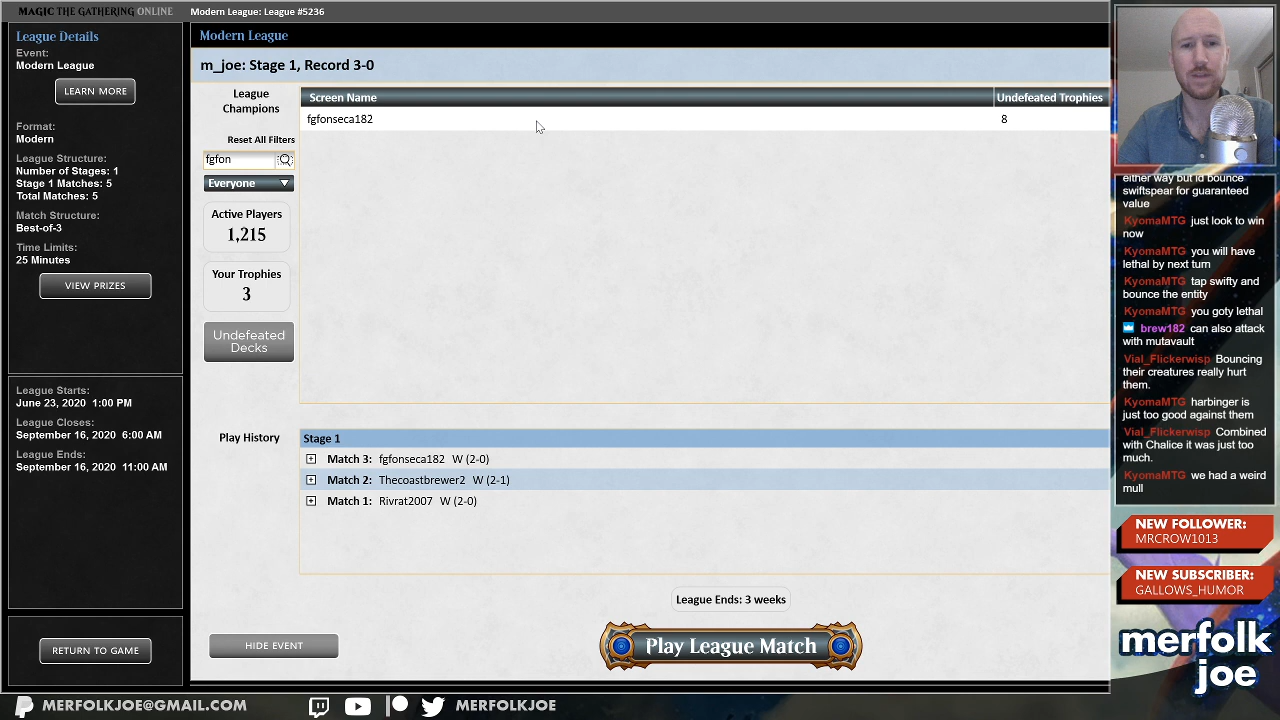 MAGIC THE GATHERING ONLINE
Modern League: League #5236
League Details
Event:
Modern League
LEARN MORE
Format:
Modern
League Structure:
Number of Stages: 1
Stage 1 Matches: 5
Total Matches: 5
Match Structure:
Best-of-3
Time Limits:
25 Minutes
VIEW PRIZES
League Starts:
June 23, 2020 1:00 PM
League Closes:
September 16, 2020 6:00 AM
League Ends:
September 16, 2020 11:00 AM
RETURN TO GAME
Modern League
m_joe: Stage 1, Record 3-0
League
Champions
Reset All Filters
fgfon
Everyone
Active Players
1,215
Your Trophies
3
Undefeated
Decks
Screen Name
Undefeated Trophies
fgfonseca182
8
Play History
Stage 1
Match 3: fgfonseca182 W (2-0)
Match 2: Thecoastbrewer2 W (2-1)
Match 1: Rivrat2007 W (2-0)
League Ends: 3 weeks
HIDE EVENT
Play League Match
either way but id bounce
swiftspear for guaranteed
value
KyomaMTG just look to win
now
KyomaMTG you will have
lethal by next turn
KyomaMTG tap swifty and
bounce the entity
KyomaMTG you goty lethal
brew182 can also attack
with mutavault
Vial_Flickerwisp Bouncing
their creatures really hurt
them.
KyomaMTG harbinger is
just too good against them
Vial_Flickerwisp Combined
with Chalice it was just too
much.
KyomaMTG we had a weird
mull
NEW FOLLOWER:
MRCROW1013
NEW SUBSCRIBER:
GALLOWS_HUMOR
merfolk
joe
MERFOLKJOE@GMAIL.COM
MERFOLKJOE